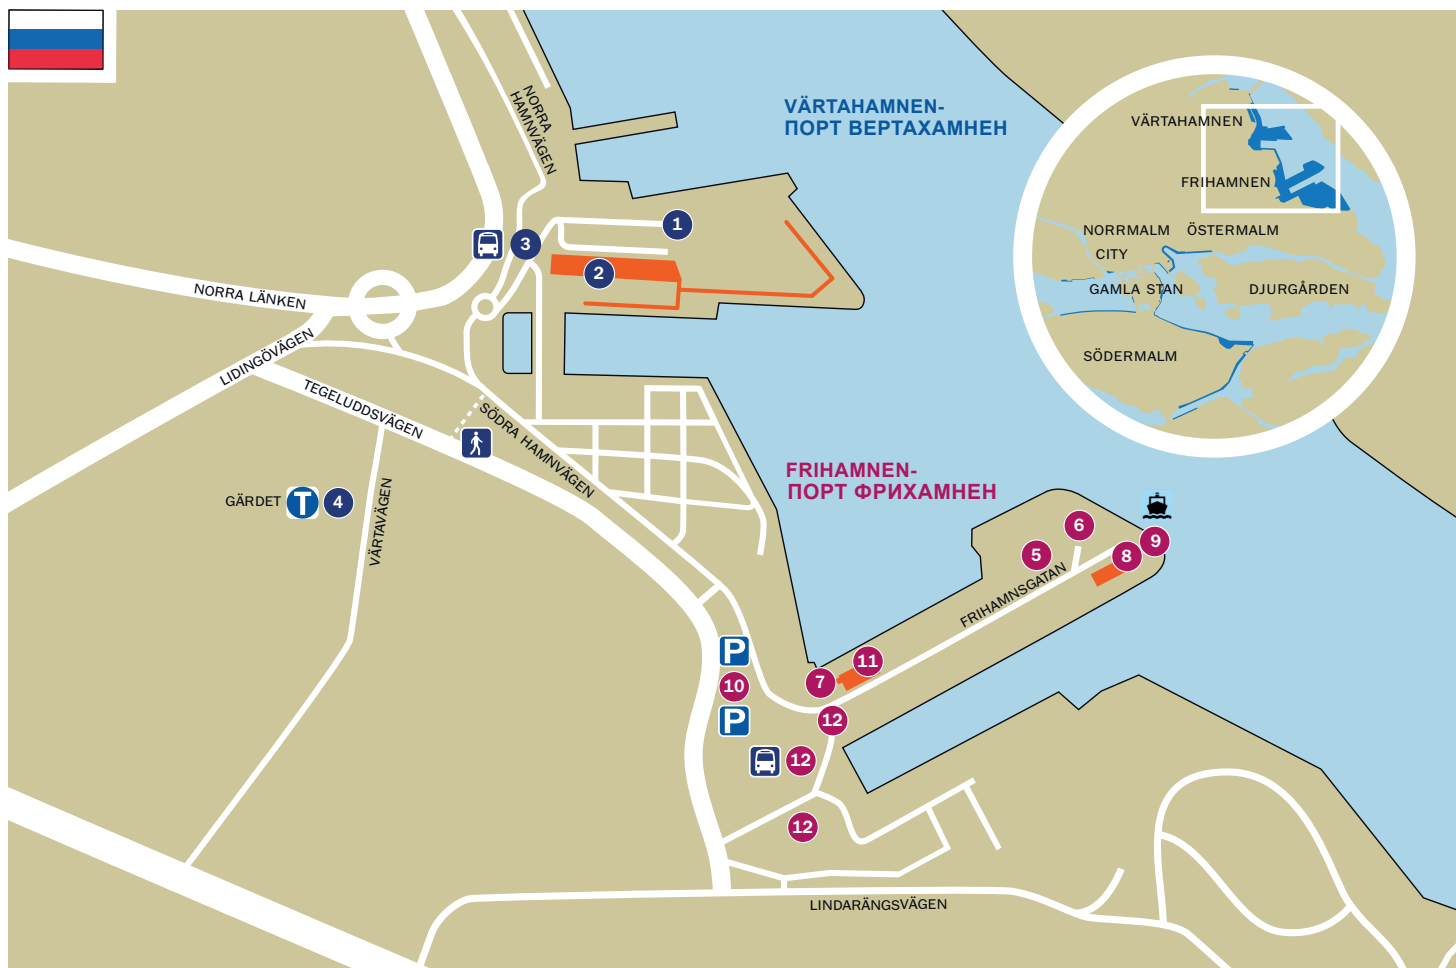 VÄRTAHAMNEN-
ПОРТ ВЕРТАХАМНЕН
NORRA
HAMNVÄGEN
1
3
2
NORRA LÄNKEN
LIDINGÖVÄGEN
TEGELUDDSVÄGEN
SÖDRA HAMNVÄGEN
GÄRDET
T
4
VÄRTAVÄGEN
VÄRTAHAMNEN
FRIHAMNEN
NORRMALM
ÖSTERMALM
CITY
GAMLA STAN
DJURGÅRDEN
SÖDERMALM
FRIHAMNEN-
ПОРТ ФРИХАМНЕН
6
5
9
8
FRIHAMNSGATAN
P
11
7
10
P
12
12
12
LINDARÄNGSVÄGEN